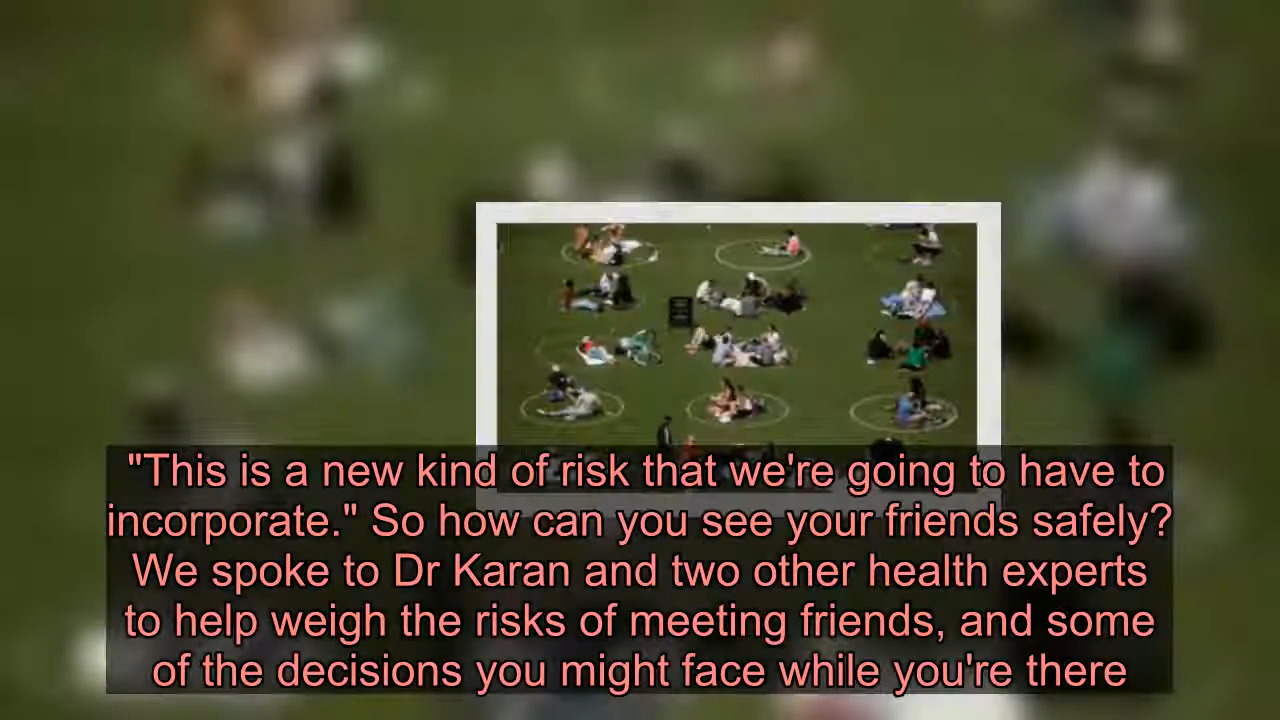 "This is a new kind of risk that we're going to have to
incorporate." So how can you see your friends safely?
We spoke to Dr Karan and two other health experts
to help weigh the risks of meeting friends, and some
of the decisions you might face while you're there